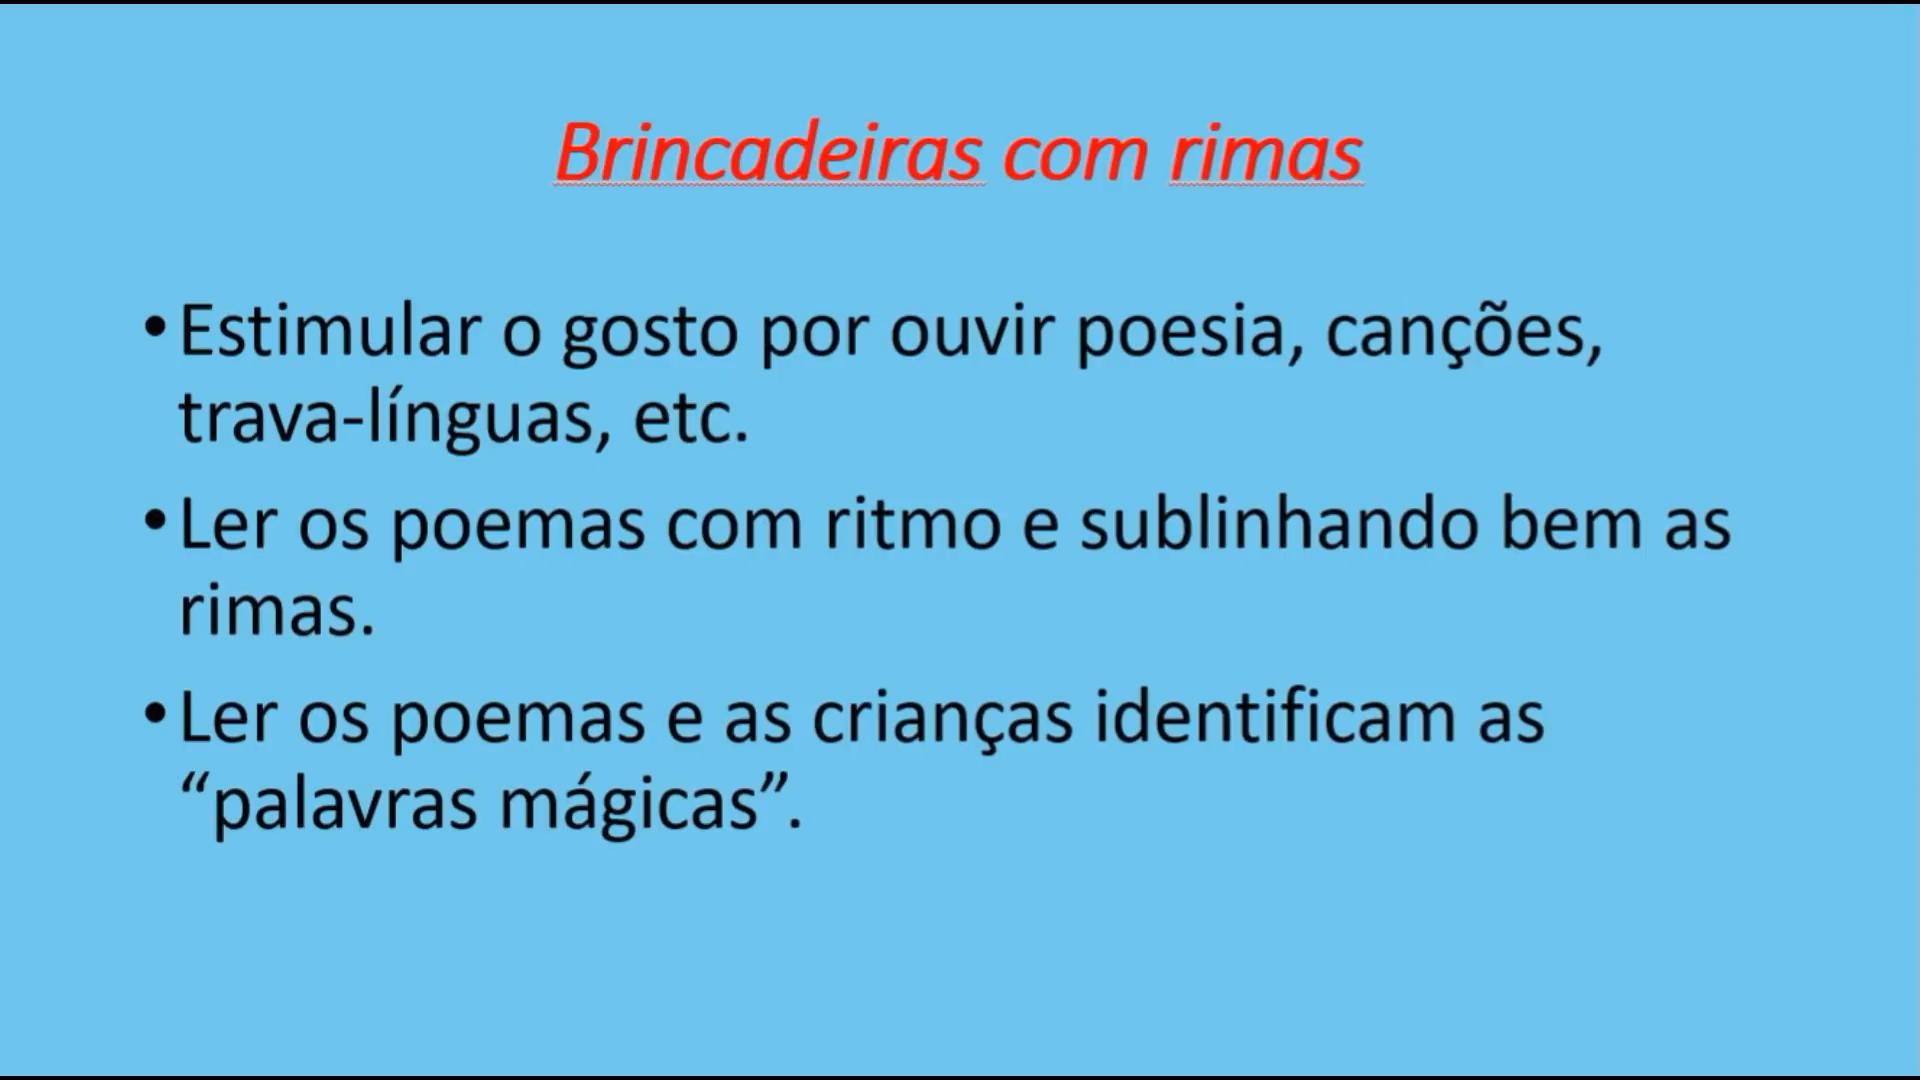 Brincadeiras com rimas
•Estimular o gosto por ouvir poesia, canções,
trava-línguas, etc.
•Ler os poemas com ritmo e sublinhando bem as
rimas.
•Ler os poemas e as crianças identificam as
“palavras mágicas”.